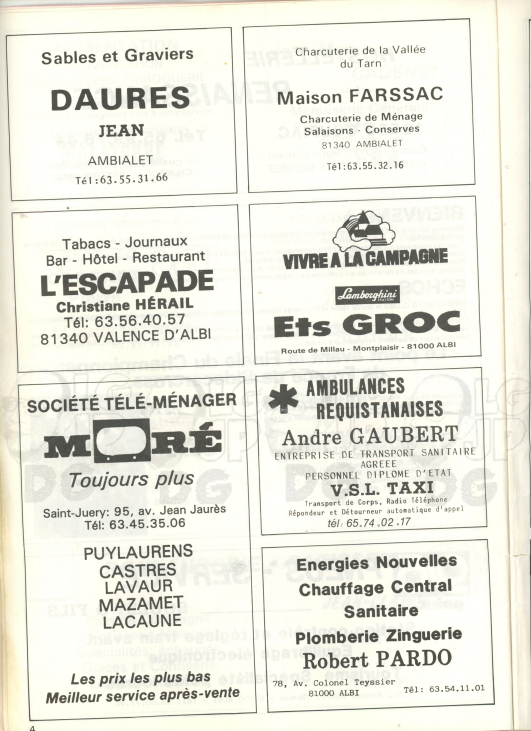 Sables et Graviers
DAURES
JEAN
AMBIALET
Tél:63.55.31.66
Charcuterie de la Vallée
du Tarn
Maison FARSSAC
Charcuterie de Ménage
Salaisons - Conserves
81340 AMBIALET
Tél:63.55.32.16
Tabacs - Journaux
Bar - Hôtel - Restaurant
L'ESCAPADE
Christiane HÉRAIL
Tél: 63.56.40.57
81340 VALENCE D'ALBI
VIVRE A LA CAMPAGNE
Lamborghini
Ets GROC
Route de Millau - Montplaisir - 81000 ALBI
SOCIÉTÉ TÉLÉ-MÉNAGER
MORÉ
Toujours plus
Saint-Juery: 95, av. Jean Jaurès
Tél: 63.45.35.06
PUYLAURENS
CASTRES
LAVAUR
MAZAMET
LACAUNE
Les prix les plus bas
Meilleur service après-vente
AMBULANCES
REQUISTANAISES
Andre GAUBERT
ENTREPRISE DE TRANSPORT SANITAIRE
AGREEE
PERSONNEL DIPLOME D'ETAT
V.S.L. TAXI
Transport de Corps, Radio Téléphone
Répondeur et Détourneur automatique d'appel
tél: 65.74.02.17
Energies Nouvelles
Chauffage Central
Sanitaire
Plomberie Zinguerie
Robert PARDO
78, Av. Colonel Teyssier
81000 ALBI
Tél: 63.54.11.01
4